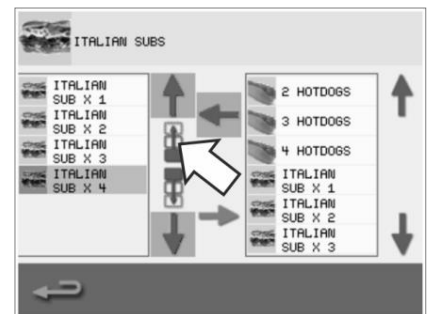 ITALIAN SUBS
ITALIAN
SUB X 1
ITALIAN
SUB X 2
ITALIAN
SUB X 3
ITALIAN
SUB X 4
2 HOTDOGS
3 HOTDOGS
4 HOTDOGS
ITALIAN
SUB X 1
ITALIAN
SUB X 2
ITALIAN
SUB X 3